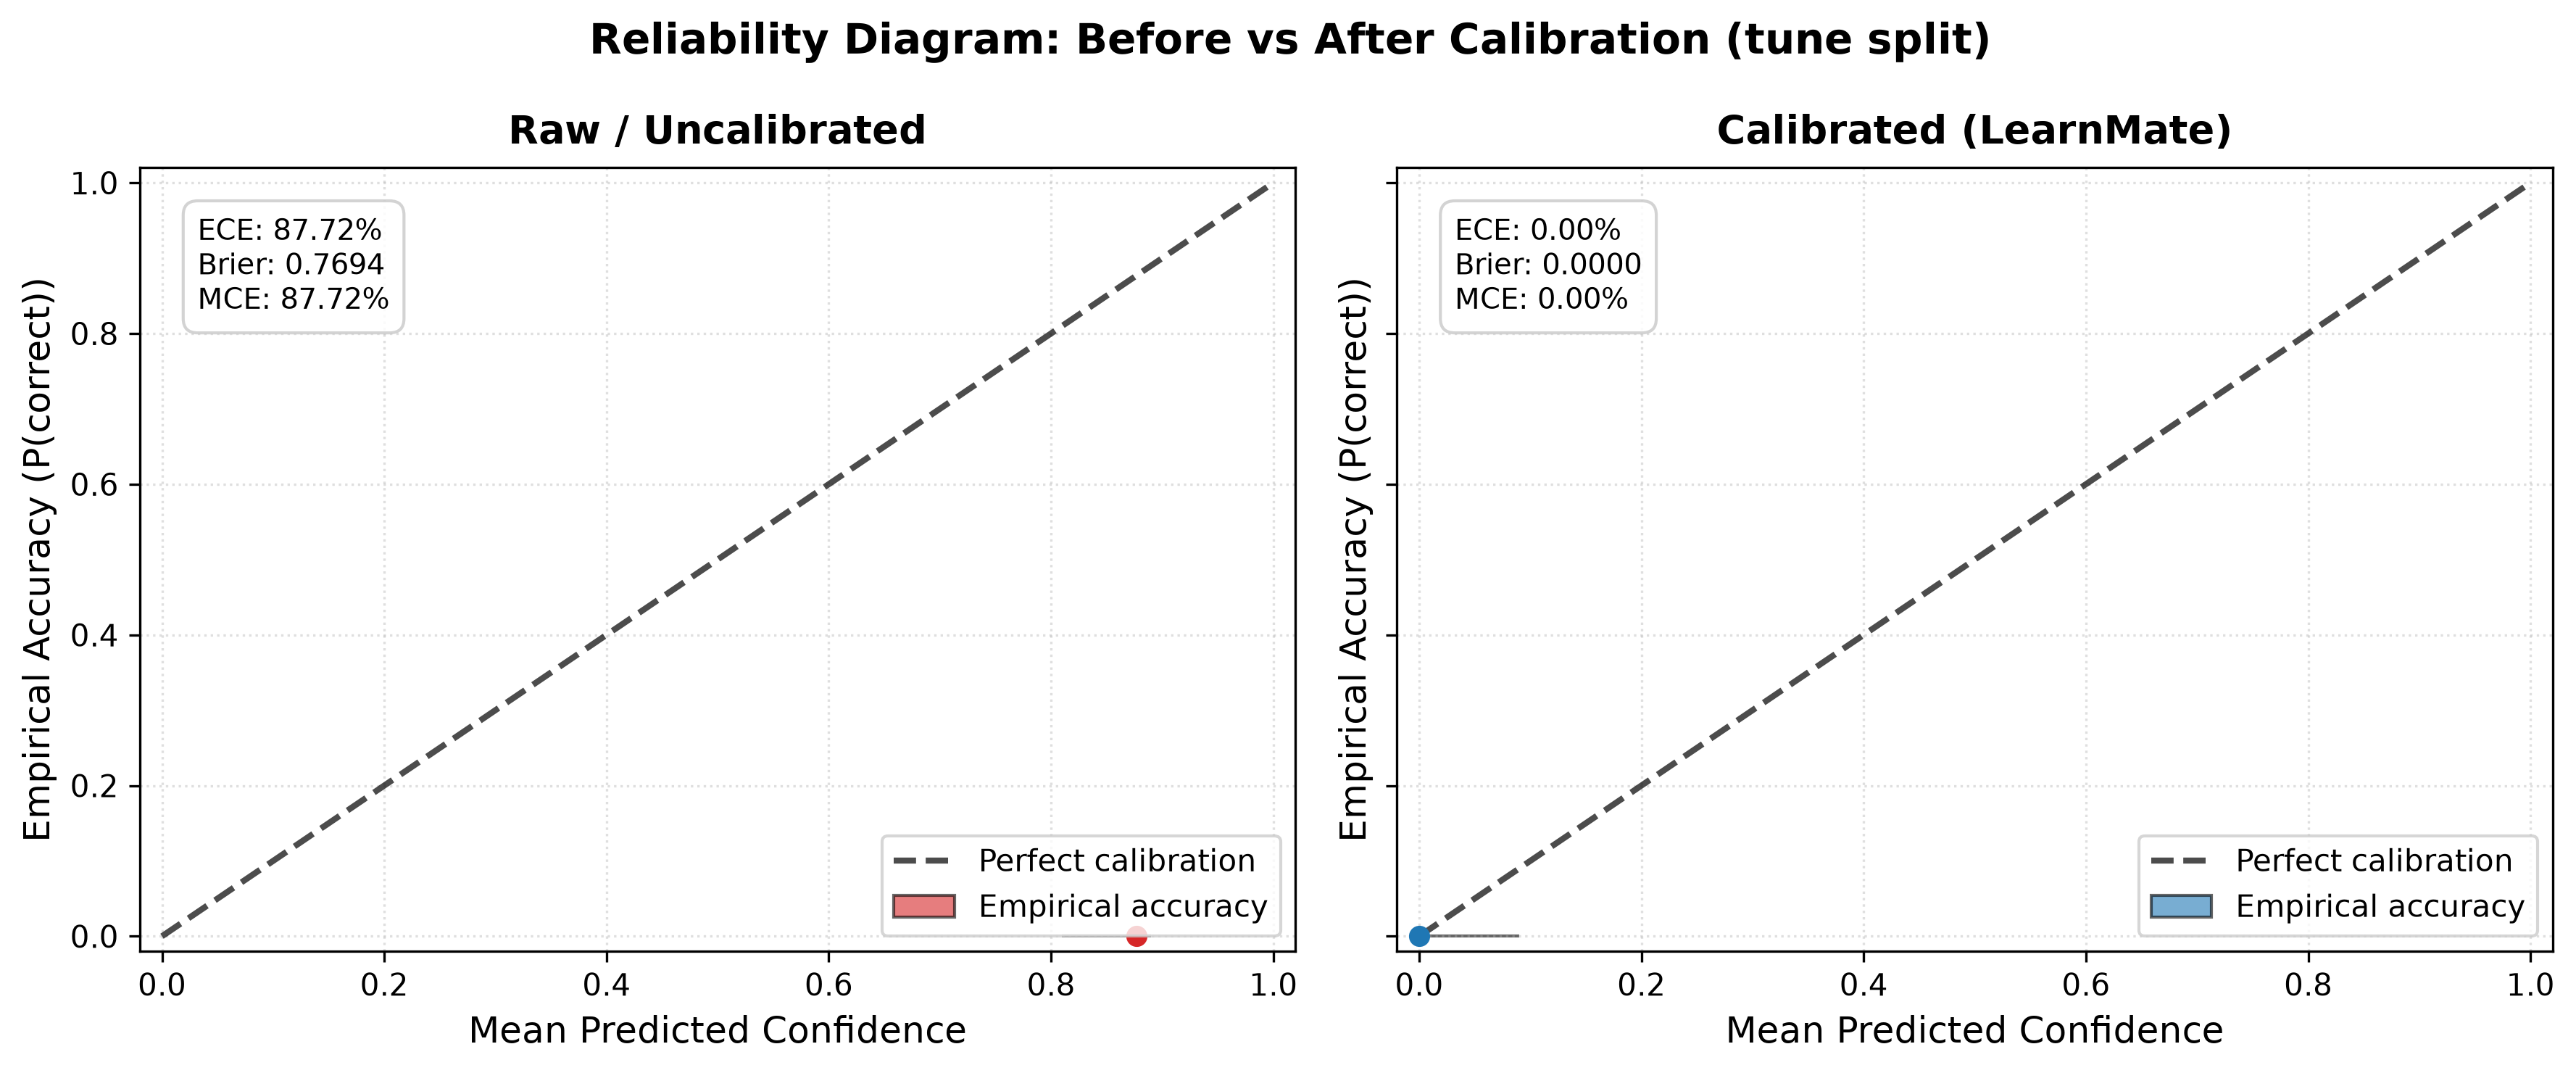 Reliability Diagram: Before vs After Calibration (tune split)
Raw / Uncalibrated
ECE: 87.72%
Brier: 0.7694
MCE: 87.72%
Empirical Accuracy (P(correct))
1.0
0.8
0.6
0.4
0.2
0.0
Perfect calibration
Empirical accuracy
0.0 0.2 0.4 0.6 0.8 1.0
Mean Predicted Confidence
Calibrated (LearnMate)
ECE: 0.00%
Brier: 0.0000
MCE: 0.00%
Empirical Accuracy (P(correct))
Perfect calibration
Empirical accuracy
0.0 0.2 0.4 0.6 0.8 1.0
Mean Predicted Confidence